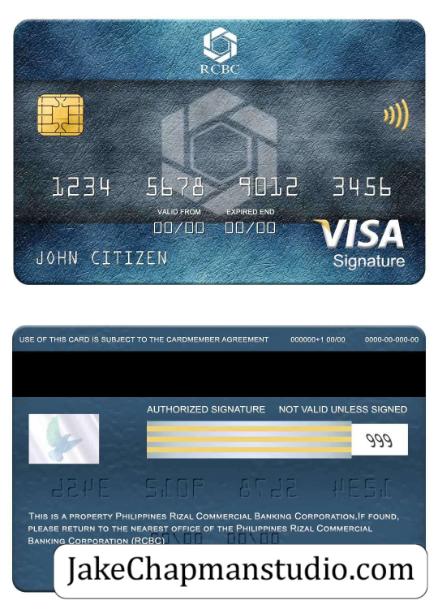 RCBC
1234 5678 9012 3456
VALID FROM EXPIRED END
00/00 00/00
JOHN CITIZEN
VISA
Signature
USE OF THIS CARD IS SUBJECT TO THE CARDMEMBER AGREEMENT 000000+1 00/00 0000-00-000-00
AUTHORIZED SIGNATURE NOT VALID UNLESS SIGNED
999
THIS IS A PROPERTY PHILIPPINES RIZAL COMMERCIAL BANKING CORPORATION.IF FOUND,
PLEASE RETURN TO THE NEAREST OFFICE OF THE PHILIPPINES RIZAL COMMERCIAL
BANKING CORPORATION (RCBC)
JakeChapmanstudio.com